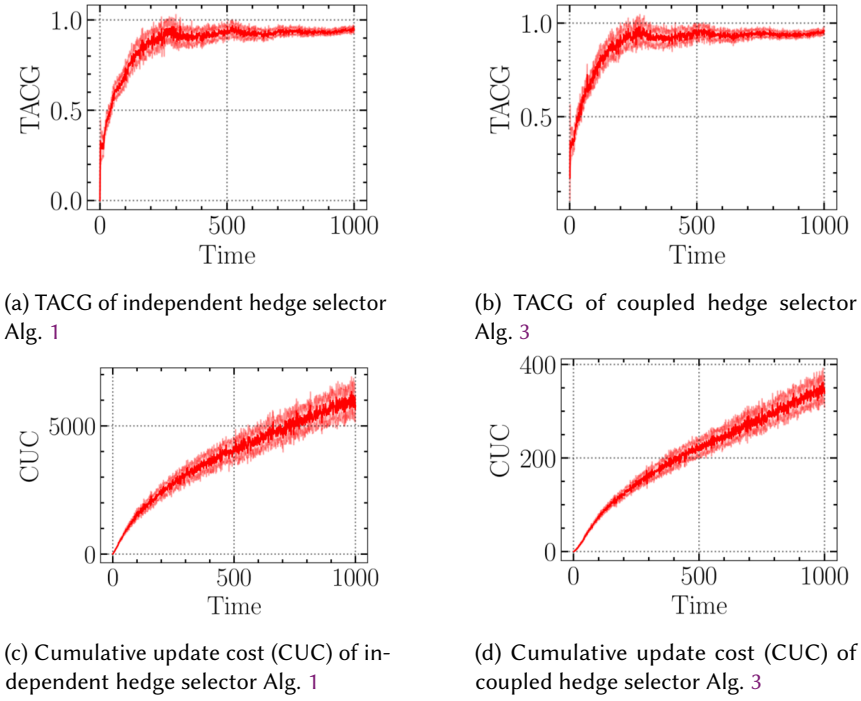 1.0
0.5
0.0
TACG
0
500
1000
Time
(a) TACG of independent hedge selector
Alg. 1
1.0
0.5
TACG
0
500
1000
Time
(b) TACG of coupled hedge selector
Alg. 3
5000
0
CUC
0
500
1000
Time
(c) Cumulative update cost (CUC) of in-
dependent hedge selector Alg. 1
400
200
0
CUC
0
500
1000
Time
(d) Cumulative update cost (CUC) of
coupled hedge selector Alg. 3